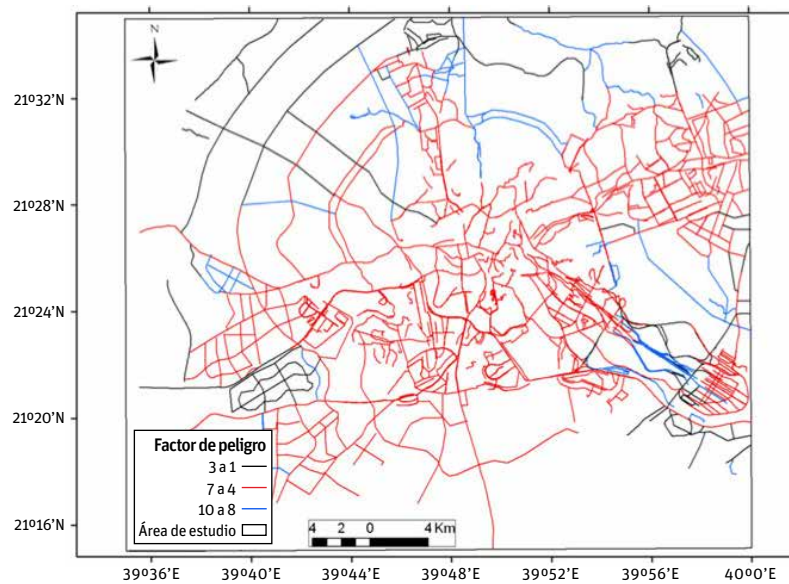 N
21º32'N
21º28'N
21º24'N
21º20'N
21º16'N
Factor de peligro
3 a 1
7 a 4
10 a 8
Área de estudio
4 2 0 4 Km
39º36'E 39º40'E 39º44'E 39º48'E 39º52'E 39º56'E 40º00'E